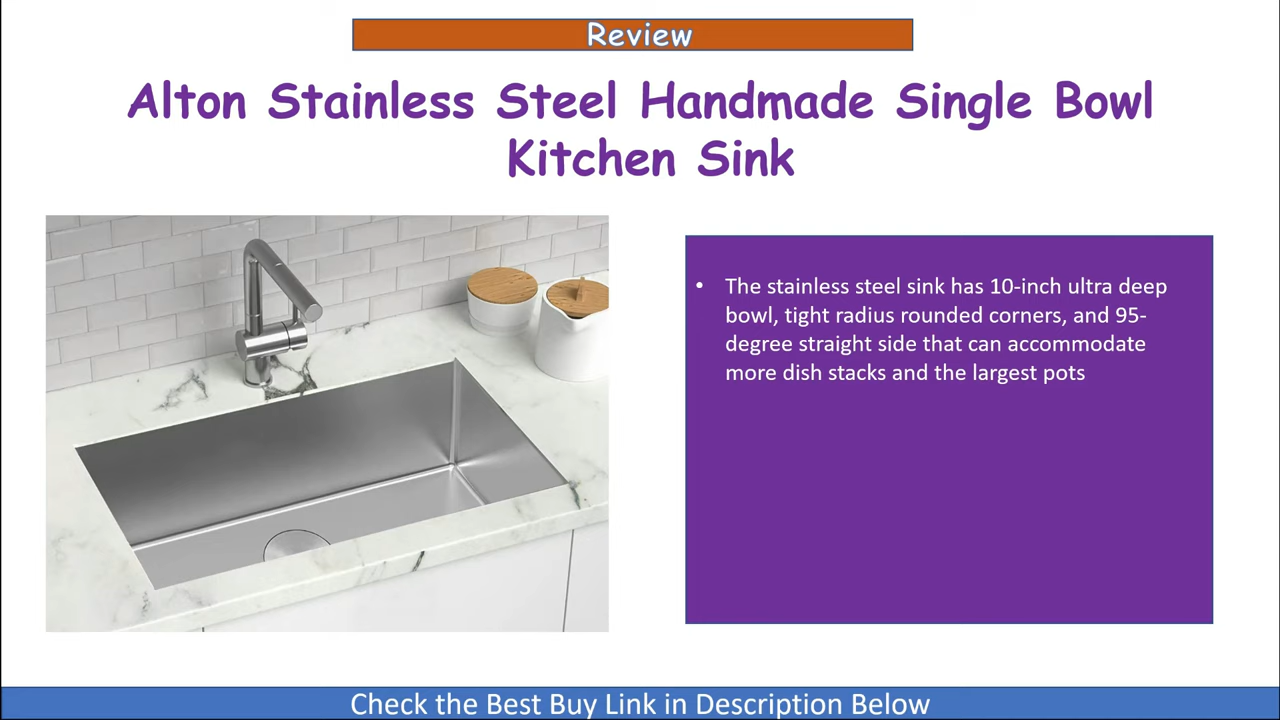 Review
Alton Stainless Steel Handmade Single Bowl
Kitchen Sink
• The stainless steel sink has 10-inch ultra deep
bowl, tight radius rounded corners, and 95-
degree straight side that can accommodate
more dish stacks and the largest pots
Check the Best Buy Link in Description Below